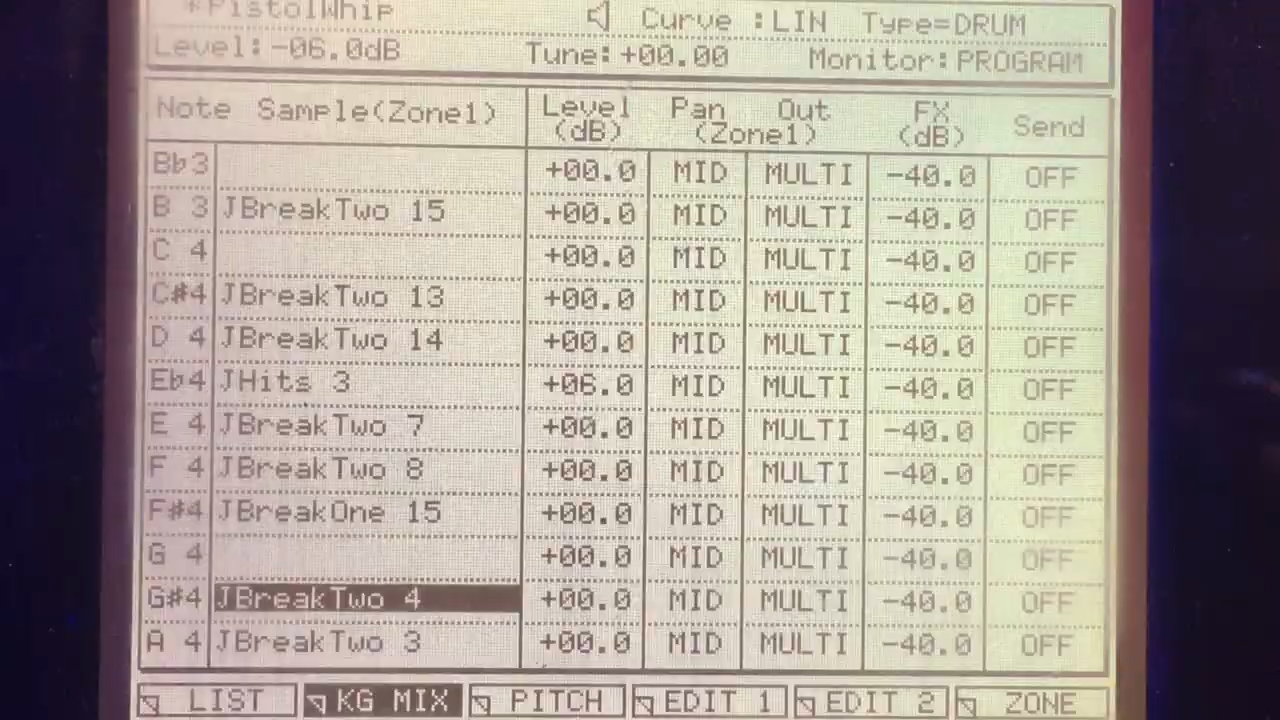 *PistolWhip Curve :LIN Type=DRUM
Level:-06.0dB Tune:+00.00 Monitor:PROGRAM
Note Sample(Zone1) Level (dB) Pan Out (Zone1) FX (dB) Send
B♭3 +00.0 MID MULTI -40.0 OFF
B 3 JBreakTwo 15 +00.0 MID MULTI -40.0 OFF
C 4 +00.0 MID MULTI -40.0 OFF
C#4 JBreakTwo 13 +00.0 MID MULTI -40.0 OFF
D 4 JBreakTwo 14 +00.0 MID MULTI -40.0 OFF
E♭4 JHits 3 +06.0 MID MULTI -40.0 OFF
E 4 JBreakTwo 7 +00.0 MID MULTI -40.0 OFF
F 4 JBreakTwo 8 +00.0 MID MULTI -40.0 OFF
F#4 JBreakOne 15 +00.0 MID MULTI -40.0 OFF
G 4 +00.0 MID MULTI -40.0 OFF
G#4 JBreakTwo 4 +00.0 MID MULTI -40.0 OFF
A 4 JBreakTwo 3 +00.0 MID MULTI -40.0 OFF
LIST KG MIX PITCH EDIT 1 EDIT 2 ZONE